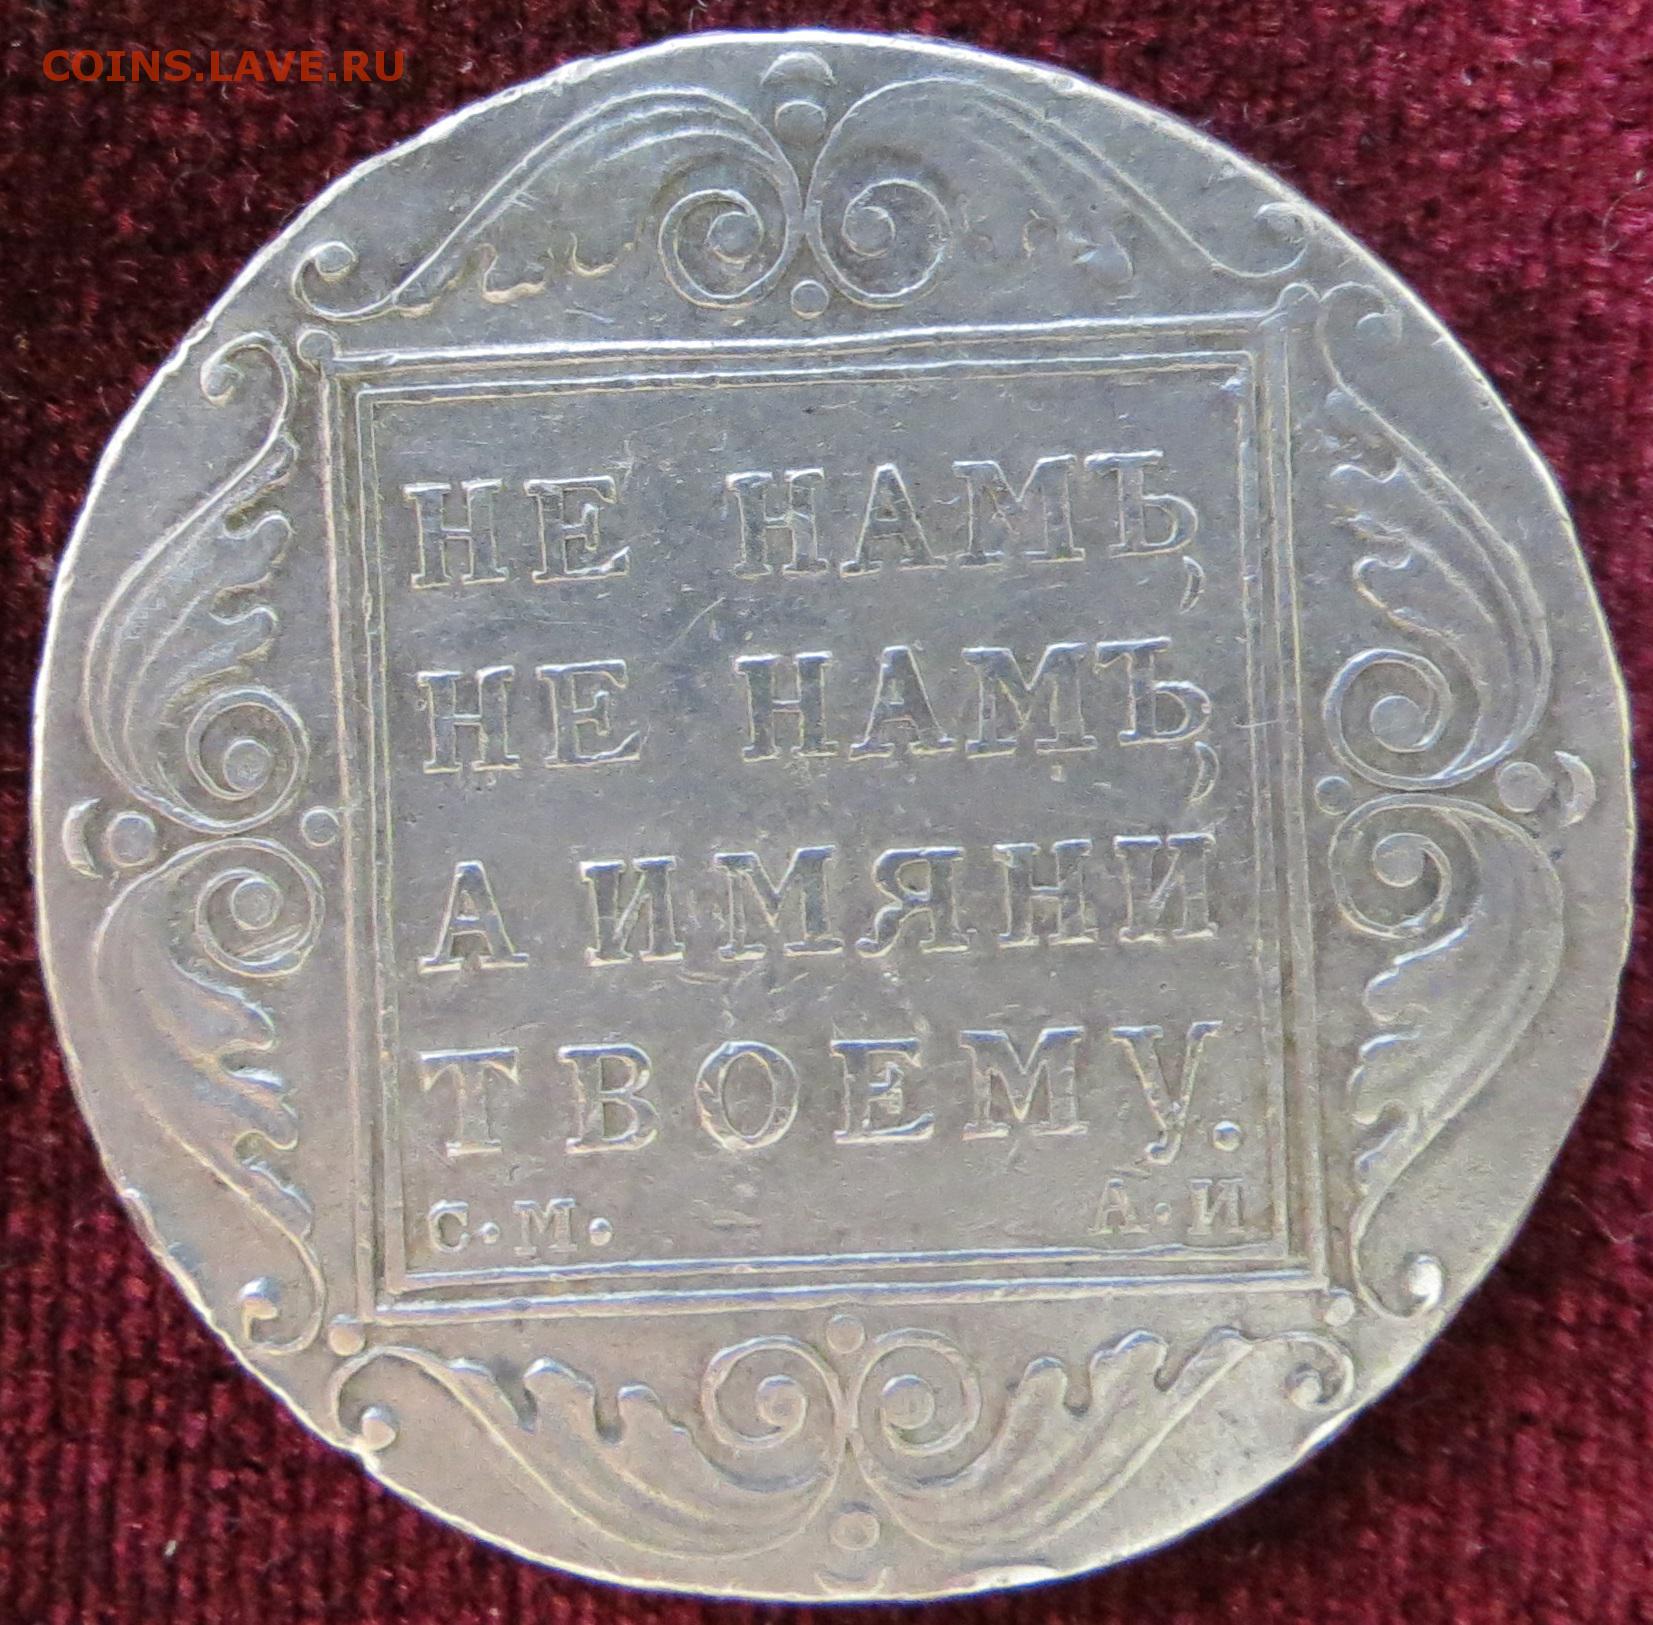 COINS.LAVE.RU
НЕ НАМЪ,
НЕ НАМЪ,
А ИМЯНИ
ТВОЕМУ.
С·М· А·И